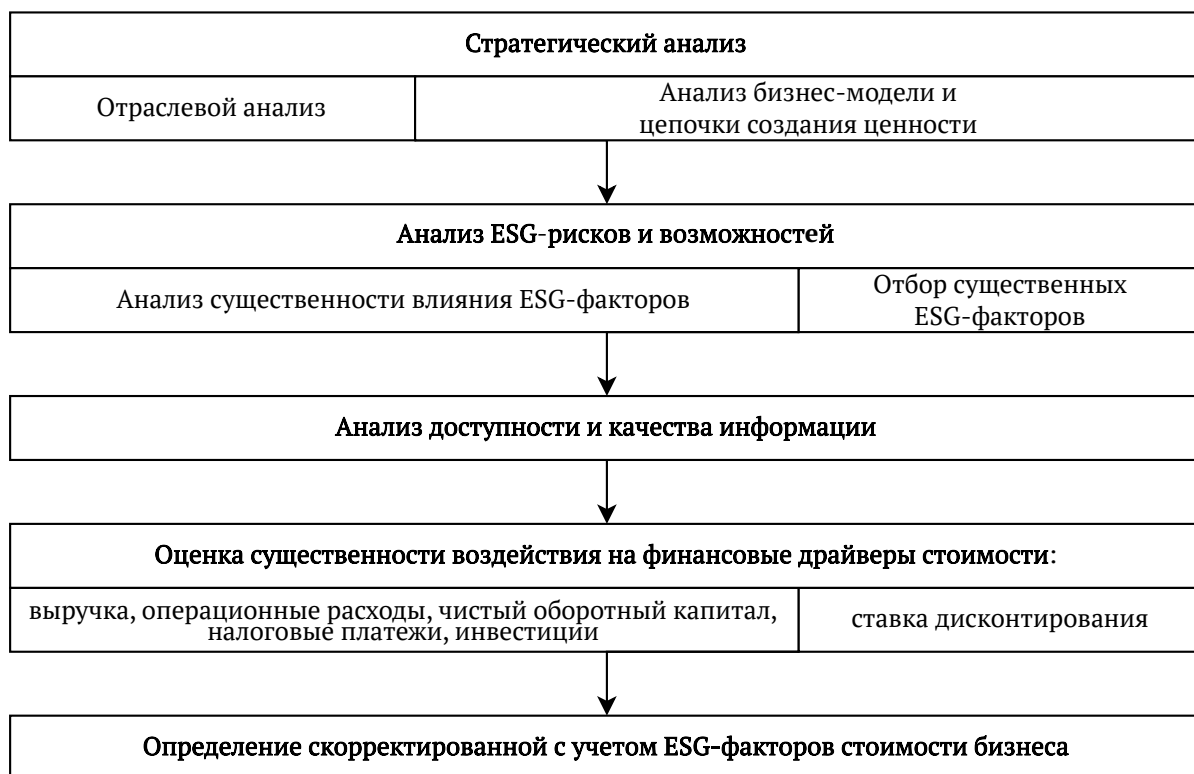 Стратегический анализ
Отраслевой анализ
Анализ бизнес-модели и
цепочки создания ценности
Анализ ESG-рисков и возможностей
Анализ существенности влияния ESG-факторов
Отбор существенных
ESG-факторов
Анализ доступности и качества информации
Оценка существенности воздействия на финансовые драйверы стоимости:
выручка, операционные расходы, чистый оборотный капитал,
налоговые платежи, инвестиции
ставка дисконтирования
Определение скорректированной с учетом ESG-факторов стоимости бизнеса